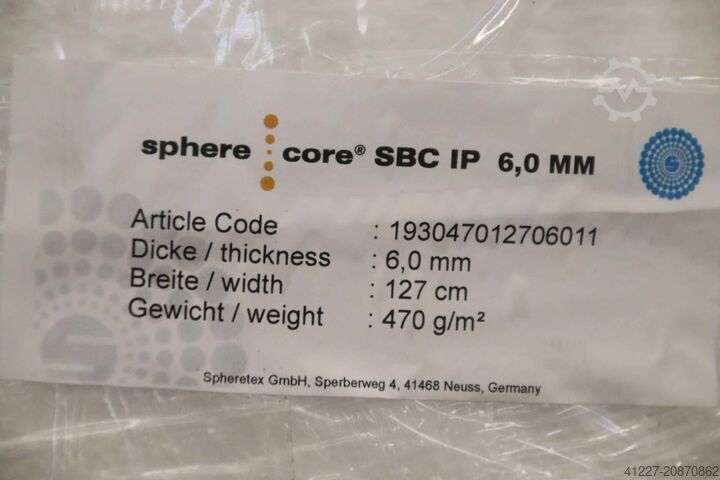 sphere core® SBC IP 6,0 MM
Article Code : 193047012706011
Dicke / thickness : 6,0 mm
Breite / width : 127 cm
Gewicht / weight : 470 g/m²
Spheretex GmbH, Sperberweg 4, 41468 Neuss, Germany
41227-20870862